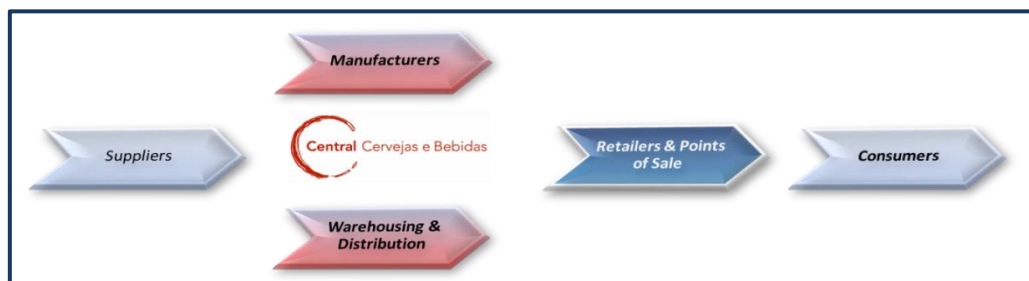 Manufacturers
Suppliers
Central Cervejas e Bebidas
Retailers & Points
of Sale
Consumers
Warehousing &
Distribution